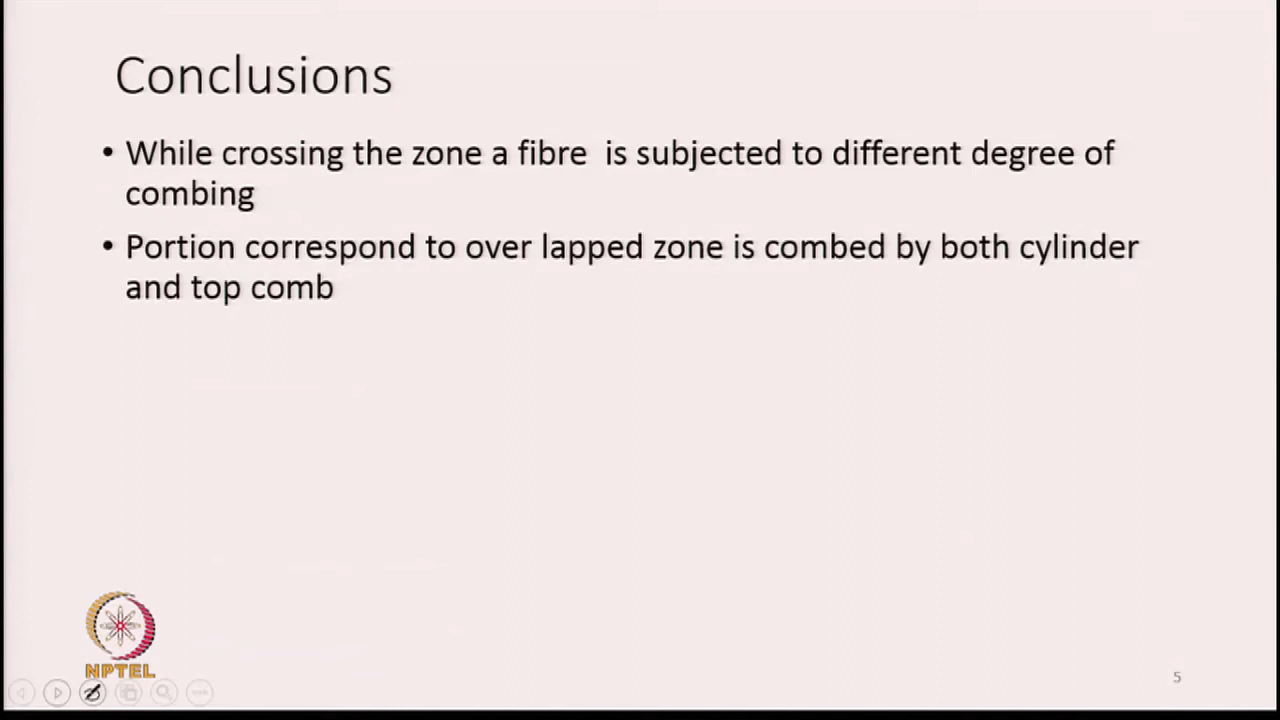 Conclusions
• While crossing the zone a fibre is subjected to different degree of
combing
• Portion correspond to over lapped zone is combed by both cylinder
and top comb
NPTEL
5